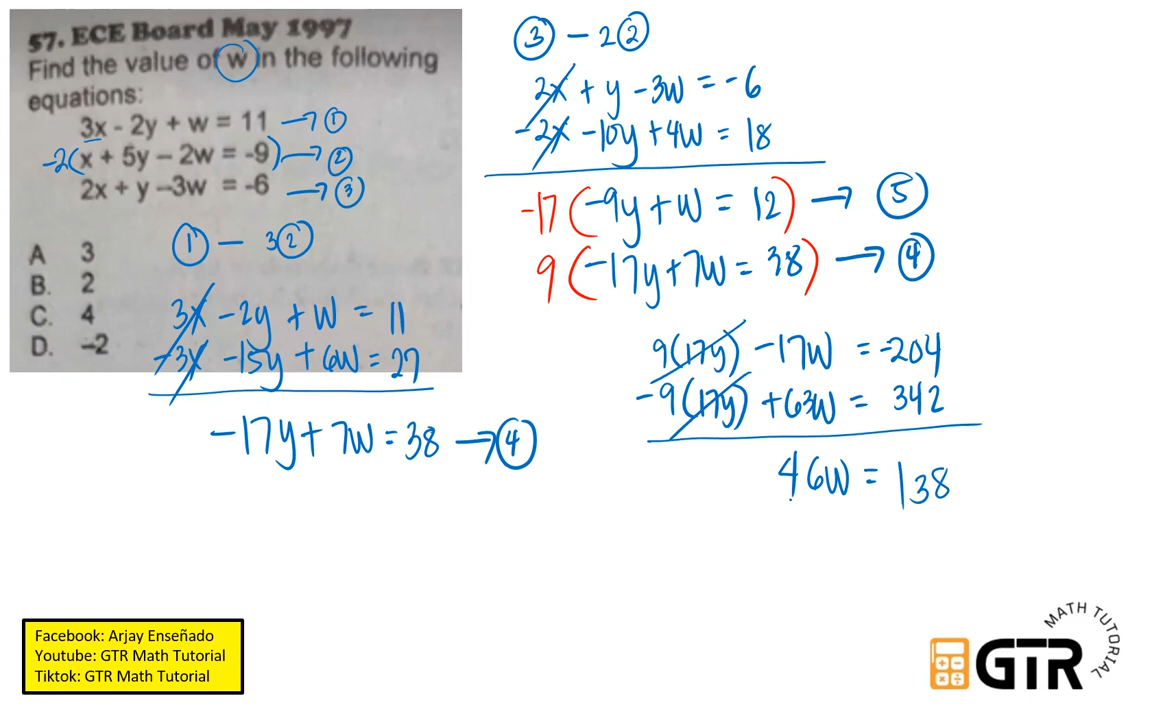 57. ECE Board May 1997
Find the value of w in the following
equations:
3x - 2y + w = 11 → ①
-2(x + 5y - 2w = -9) → ②
2x + y - 3w = -6 → ③
A 3
B. 2
C. 4
D. -2
① - 3②
3x - 2y + w = 11
-3x - 15y + 6w = 27
-17y + 7w = 38 → ④
③ - 2②
2x + y - 3w = -6
-2x - 10y + 4w = 18
-17(-9y + w = 12) → ⑤
9(-17y + 7w = 38) → ④
9(17y) - 17w = -204
-9(17y) + 63w = 342
46w = 138
Facebook: Arjay Enseñado
Youtube: GTR Math Tutorial
Tiktok: GTR Math Tutorial
MATH TUTORIAL
GTR